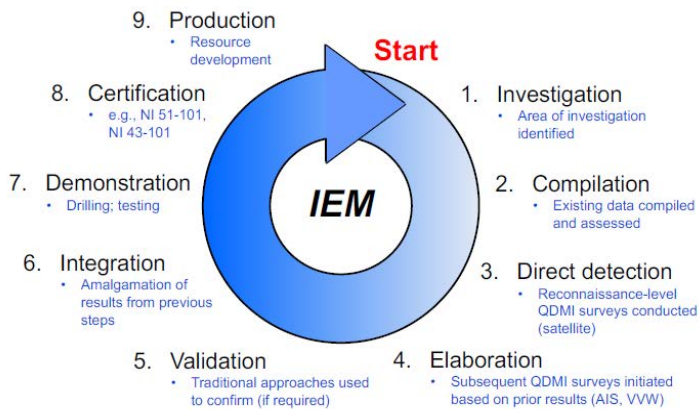 Start
1. Investigation
• Area of investigation
identified
2. Compilation
• Existing data compiled
and assessed
3. Direct detection
• Reconnaissance-level
QDMI surveys conducted
(satellite)
4. Elaboration
• Subsequent QDMI surveys initiated
based on prior results (AIS, VVW)
5. Validation
• Traditional approaches used
to confirm (if required)
6. Integration
• Amalgamation of
results from previous
steps
7. Demonstration
• Drilling; testing
8. Certification
• e.g., NI 51-101,
NI 43-101
9. Production
• Resource
development
IEM